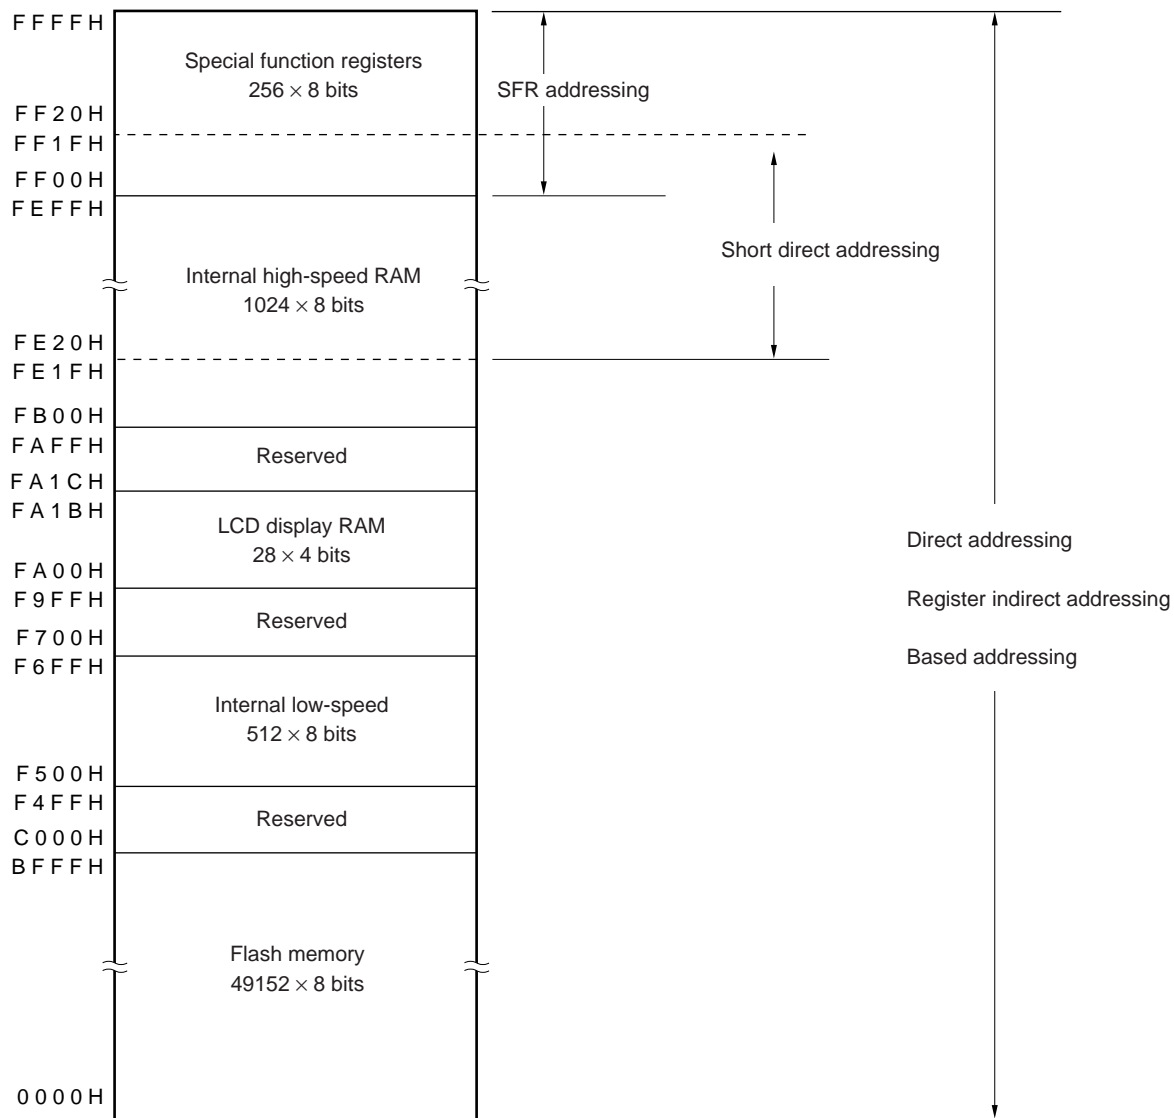 FFFFH
Special function registers
256 × 8 bits
SFR addressing
FF20H
FF1FH
FF00H
FEFFH
Short direct addressing
Internal high-speed RAM
1024 × 8 bits
FE20H
FE1FH
FB00H
FAFFH
Reserved
FA1CH
FA1BH
LCD display RAM
28 × 4 bits
Direct addressing
FA00H
F9FFH
Register indirect addressing
Reserved
F700H
F6FFH
Based addressing
Internal low-speed
512 × 8 bits
F500H
F4FFH
Reserved
C000H
BFFFH
Flash memory
49152 × 8 bits
0000H